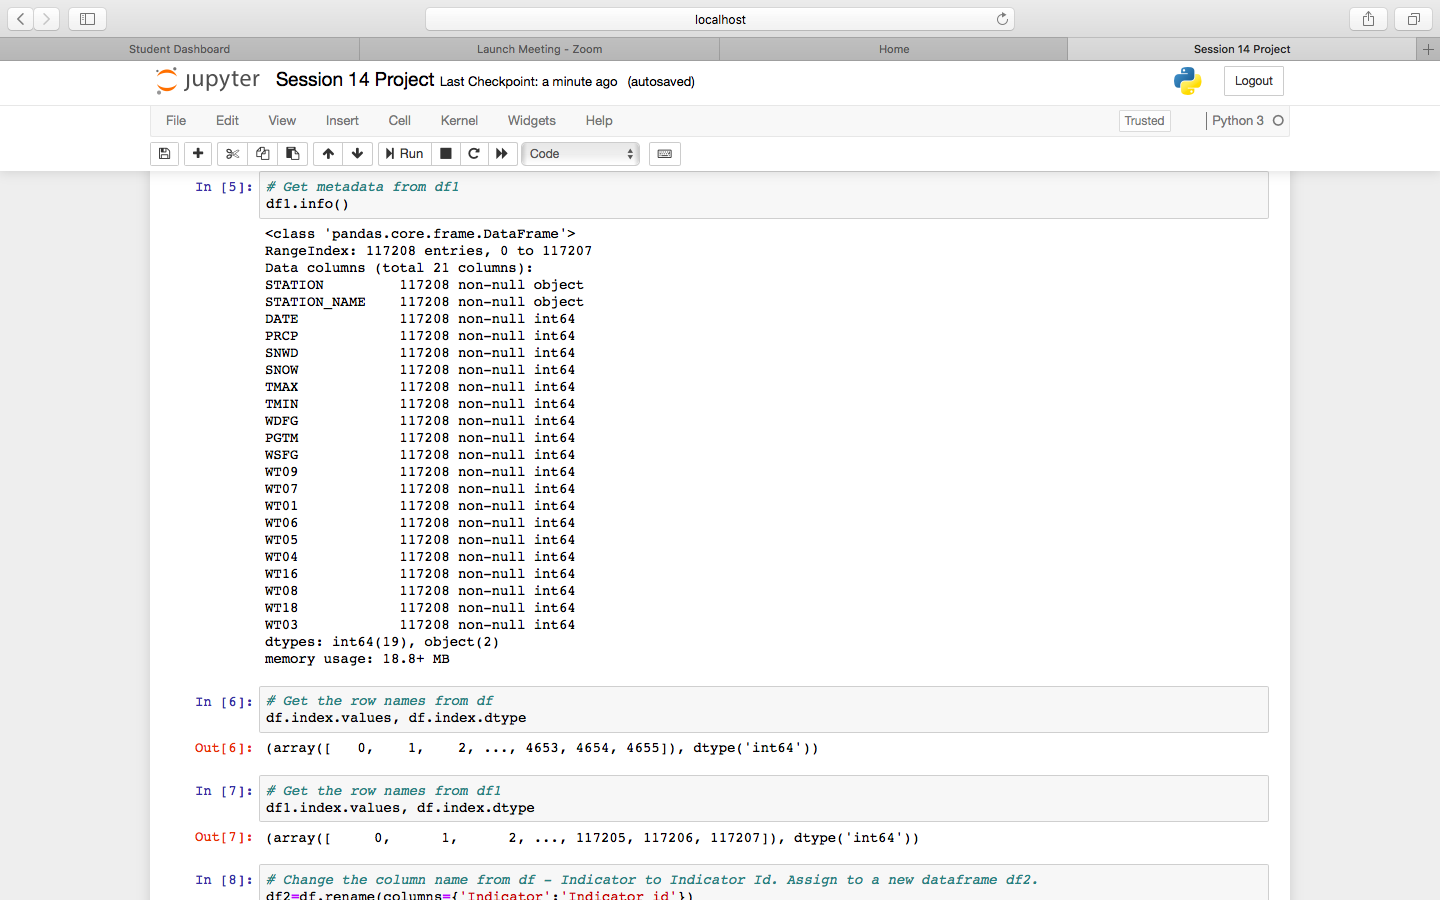 localhost
Student Dashboard
Launch Meeting - Zoom
Home
Session 14 Project
jupyter Session 14 Project Last Checkpoint: a minute ago (autosaved)
Logout
File Edit View Insert Cell Kernel Widgets Help
Trusted
Python 3
Run
Code
In [5]: # Get metadata from df1
df1.info()
<class 'pandas.core.frame.DataFrame'>
RangeIndex: 117208 entries, 0 to 117207
Data columns (total 21 columns):
STATION 117208 non-null object
STATION_NAME 117208 non-null object
DATE 117208 non-null int64
PRCP 117208 non-null int64
SNWD 117208 non-null int64
SNOW 117208 non-null int64
TMAX 117208 non-null int64
TMIN 117208 non-null int64
WDFG 117208 non-null int64
PGTM 117208 non-null int64
WSFG 117208 non-null int64
WT09 117208 non-null int64
WT07 117208 non-null int64
WT01 117208 non-null int64
WT06 117208 non-null int64
WT05 117208 non-null int64
WT04 117208 non-null int64
WT16 117208 non-null int64
WT08 117208 non-null int64
WT18 117208 non-null int64
WT03 117208 non-null int64
dtypes: int64(19), object(2)
memory usage: 18.8+ MB
In [6]: # Get the row names from df
df.index.values, df.index.dtype
Out[6]: (array([ 0, 1, 2, ..., 4653, 4654, 4655]), dtype('int64'))
In [7]: # Get the row names from df1
df1.index.values, df.index.dtype
Out[7]: (array([ 0, 1, 2, ..., 117205, 117206, 117207]), dtype('int64'))
In [8]: # Change the column name from df - Indicator to Indicator Id. Assign to a new dataframe df2.
df2=df.rename(columns={'Indicator':'Indicator id'})